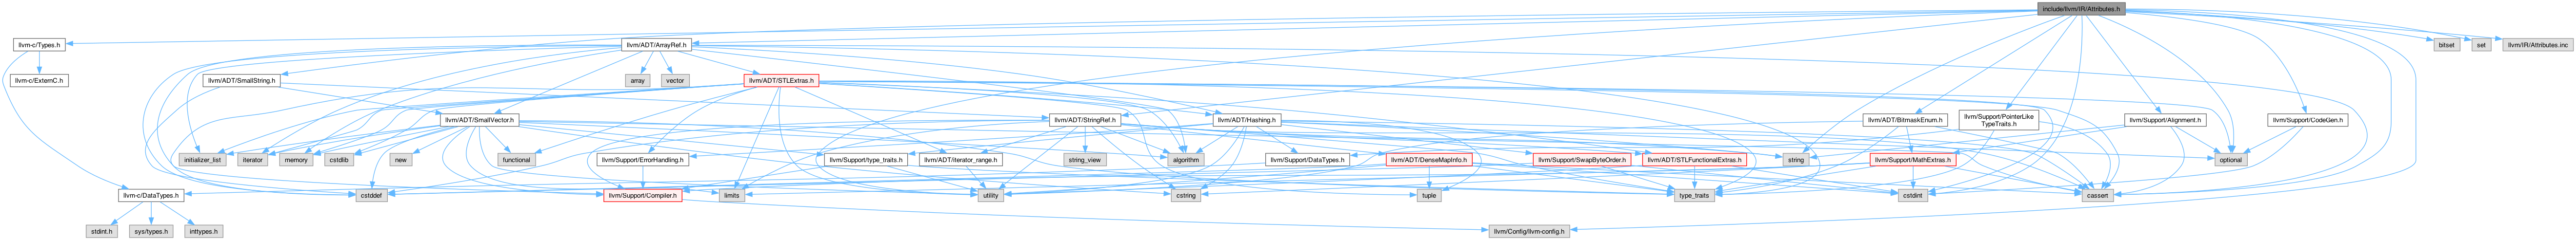 include/llvm/IR/Attributes.h
llvm-c/Types.h
llvm/ADT/ArrayRef.h
bitset
set
llvm/IR/Attributes.inc
llvm-c/ExternC.h
llvm/ADT/SmallString.h
array
vector
llvm/ADT/STLExtras.h
llvm/ADT/SmallVector.h
llvm/ADT/StringRef.h
llvm/ADT/Hashing.h
llvm/ADT/BitmaskEnum.h
llvm/Support/PointerLike
TypeTraits.h
llvm/Support/Alignment.h
llvm/Support/CodeGen.h
initializer_list
iterator
memory
cstdlib
new
functional
llvm/Support/ErrorHandling.h
llvm/Support/type_traits.h
llvm/ADT/iterator_range.h
string_view
algorithm
llvm/Support/DataTypes.h
llvm/ADT/DenseMapInfo.h
llvm/Support/SwapByteOrder.h
llvm/ADT/STLFunctionalExtras.h
string
llvm/Support/MathExtras.h
optional
llvm-c/DataTypes.h
cstddef
llvm/Support/Compiler.h
limits
utility
cstring
tuple
type_traits
cstdint
cassert
stdint.h
sys/types.h
inttypes.h
llvm/Config/llvm-config.h